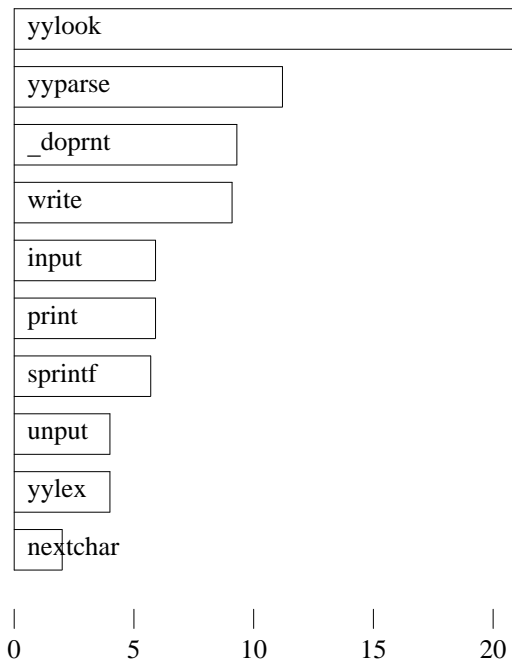 yylook
yyparse
_doprnt
write
input
print
sprintf
unput
yylex
nextchar
0 5 10 15 20